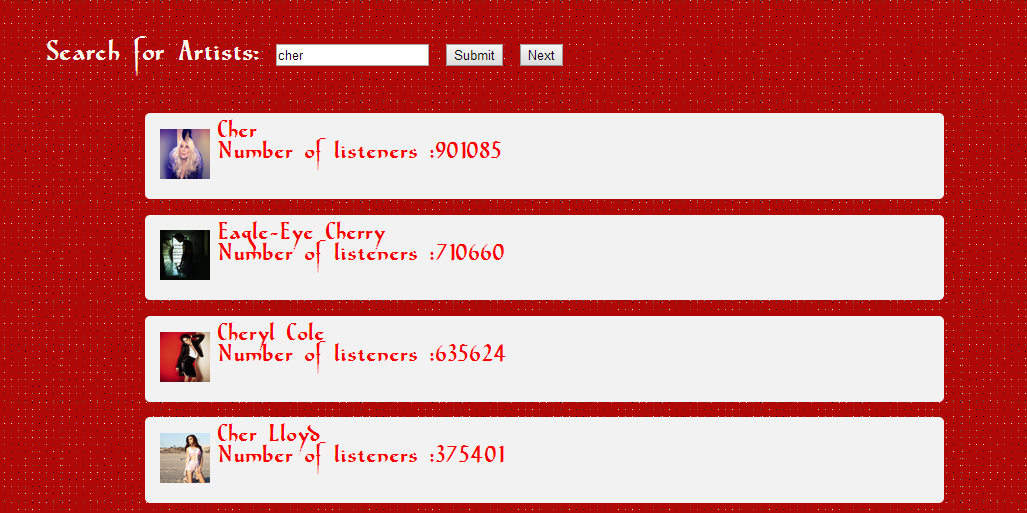 Search for Artists: cher Submit Next
Cher
Number of listeners :901085
Eagle-Eye Cherry
Number of listeners :710660
Cheryl Cole
Number of listeners :635624
Cher Lloyd
Number of listeners :375401